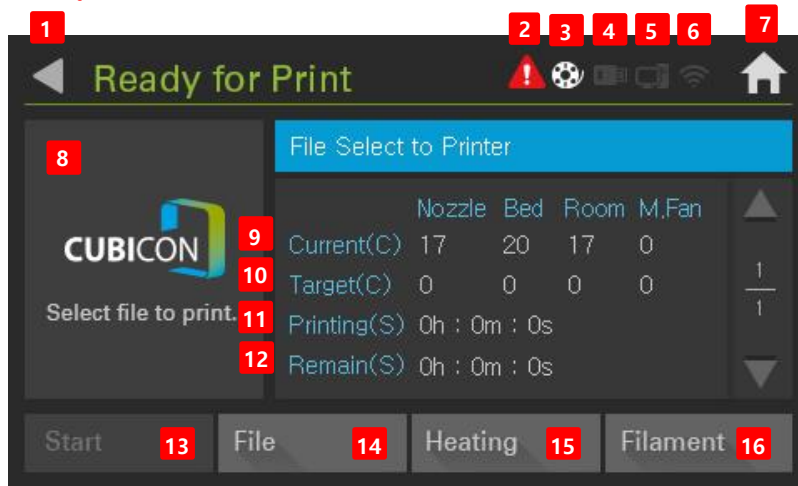 1 2 3 4 5 6 7
Ready for Print
8
File Select to Printer
Nozzle Bed Room M.Fan
CUBICON
9 Current(C) 17 20 17 0
10 Target(C) 0 0 0 0
1
1
Select file to print.
11 Printing(S) 0h : 0m : 0s
12 Remain(S) 0h : 0m : 0s
Start 13 File 14 Heating 15 Filament 16